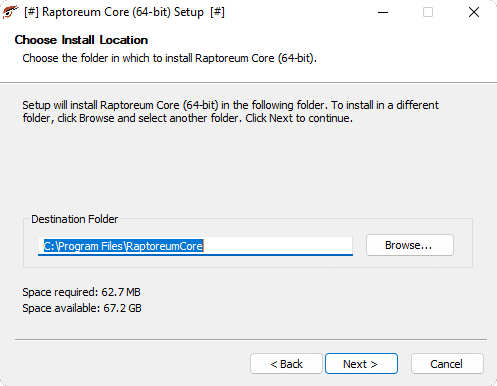 [#] Raptoreum Core (64-bit) Setup [#]
Choose Install Location
Choose the folder in which to install Raptoreum Core (64-bit).
Setup will install Raptoreum Core (64-bit) in the following folder. To install in a different
folder, click Browse and select another folder. Click Next to continue.
Destination Folder
C:\Program Files\RaptoreumCore
Browse...
Space required: 62.7 MB
Space available: 67.2 GB
< Back
Next >
Cancel